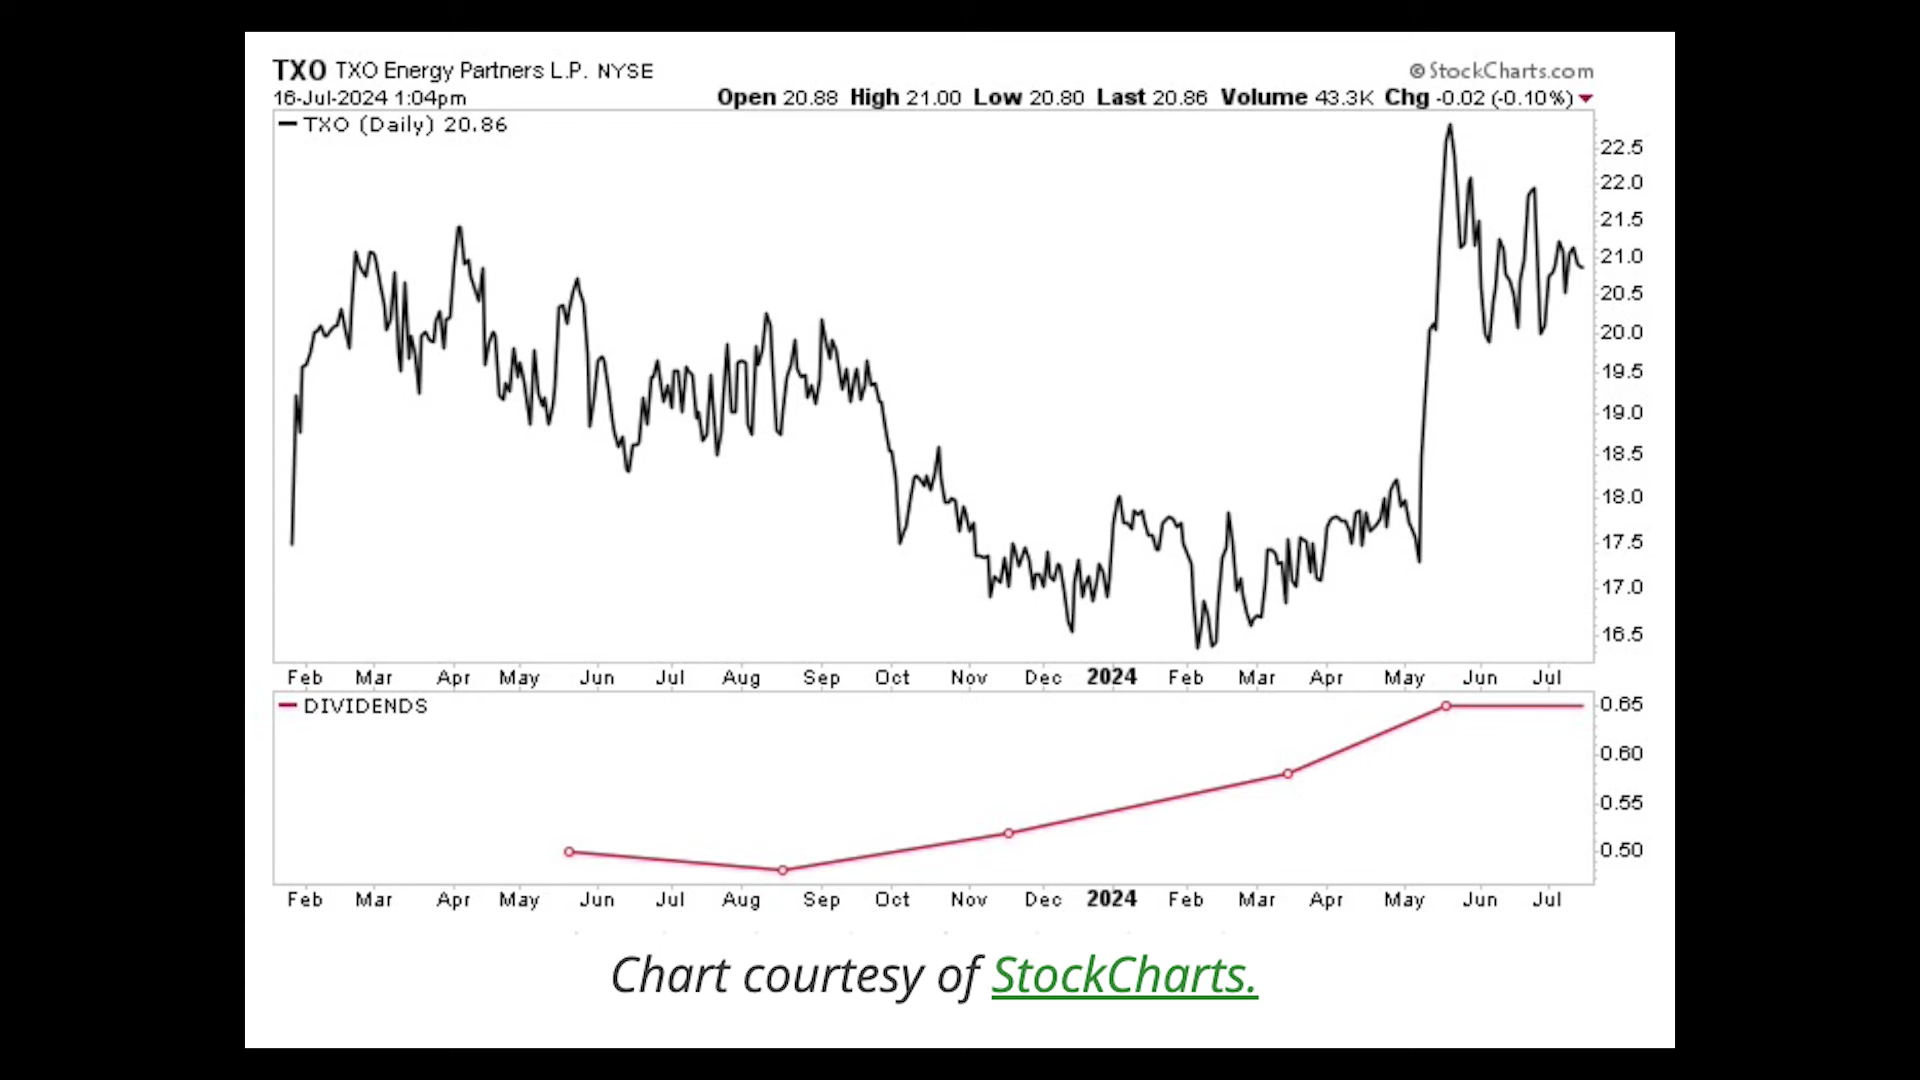 TXO TXO Energy Partners L.P. NYSE © StockCharts.com
16-Jul-2024 1:04pm Open 20.88 High 21.00 Low 20.80 Last 20.86 Volume 43.3K Chg -0.02 (-0.10%)
TXO (Daily) 20.86
22.5
22.0
21.5
21.0
20.5
20.0
19.5
19.0
18.5
18.0
17.5
17.0
16.5
Feb Mar Apr May Jun Jul Aug Sep Oct Nov Dec 2024 Feb Mar Apr May Jun Jul
DIVIDENDS
0.65
0.60
0.55
0.50
Feb Mar Apr May Jun Jul Aug Sep Oct Nov Dec 2024 Feb Mar Apr May Jun Jul
Chart courtesy of StockCharts.